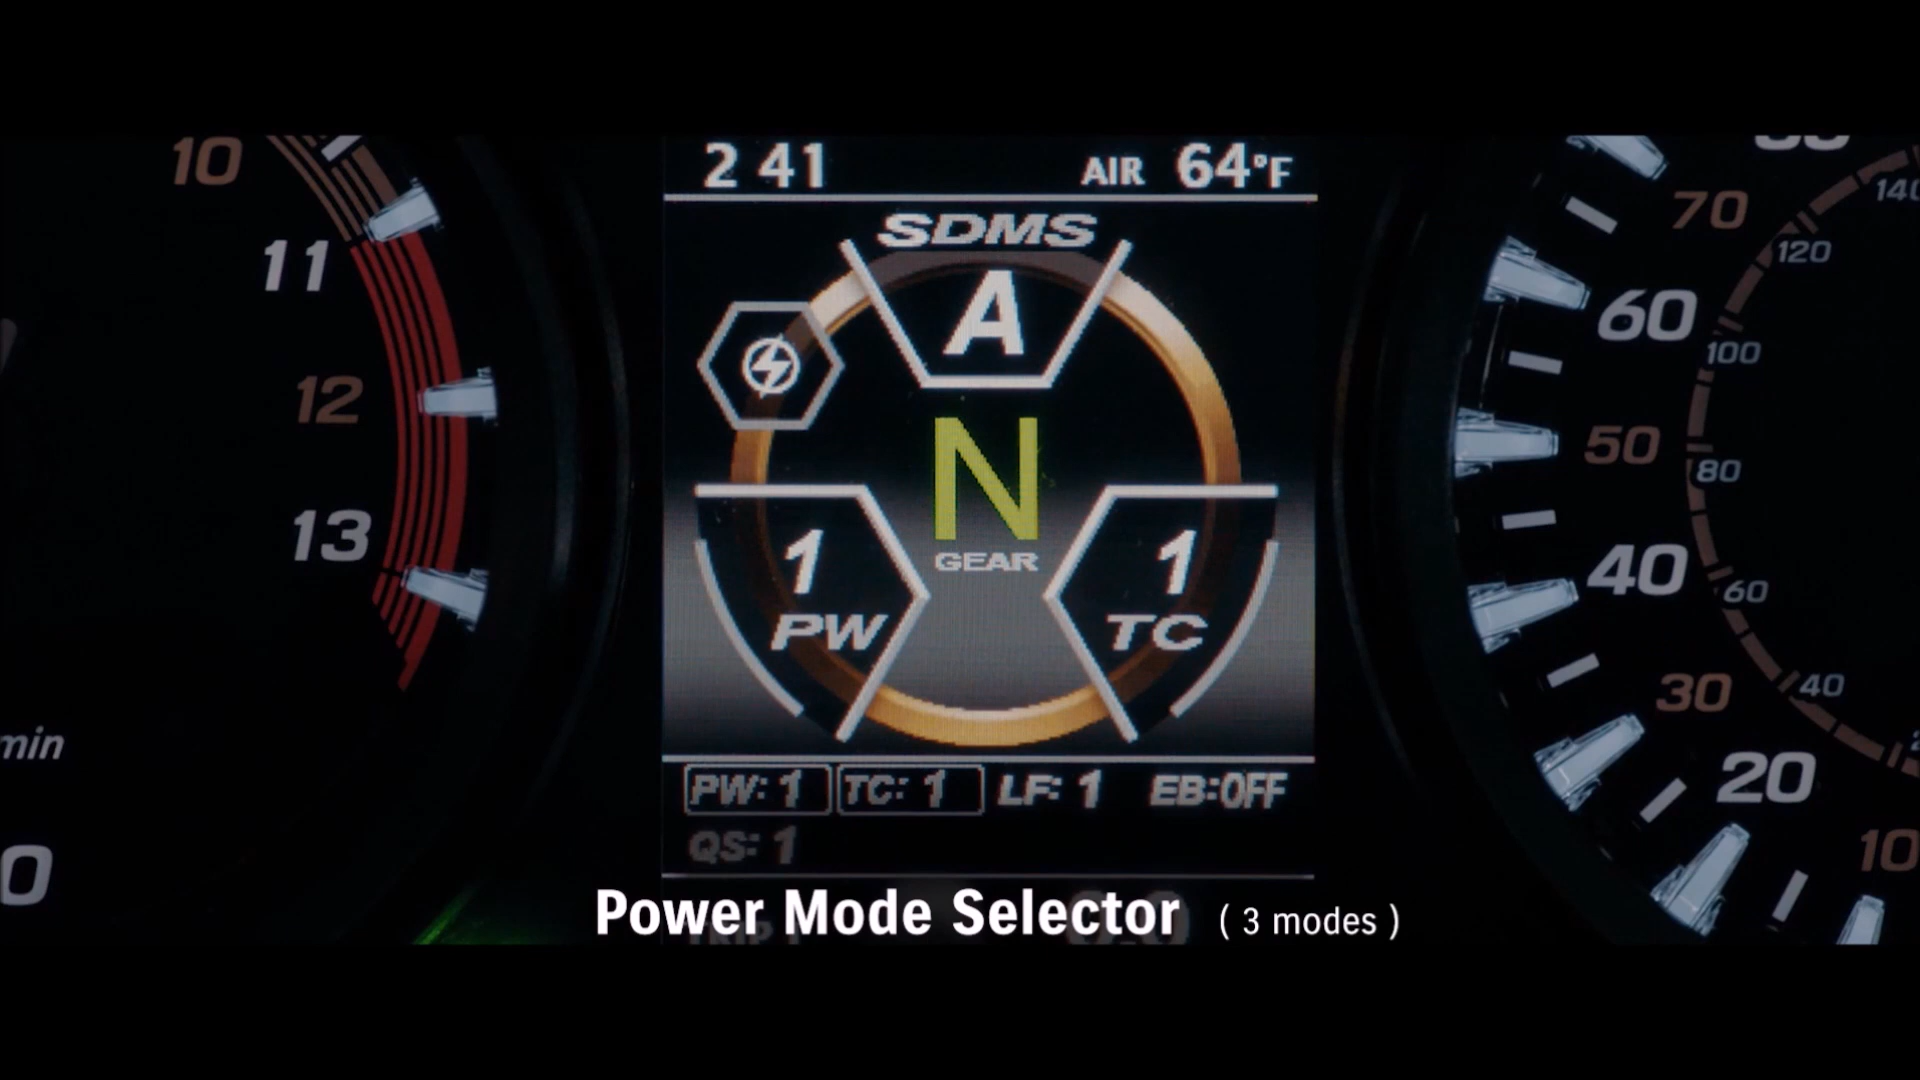 2 41 AIR 64°F
SDMS
A
N
GEAR
1
PW
1
TC
PW: 1 TC: 1 LF: 1 EB:OFF
QS: 1
Power Mode Selector ( 3 modes )
TRIP 1
10
11
12
13
min
0
70
60
50
40
30
20
10
140
120
100
80
60
40